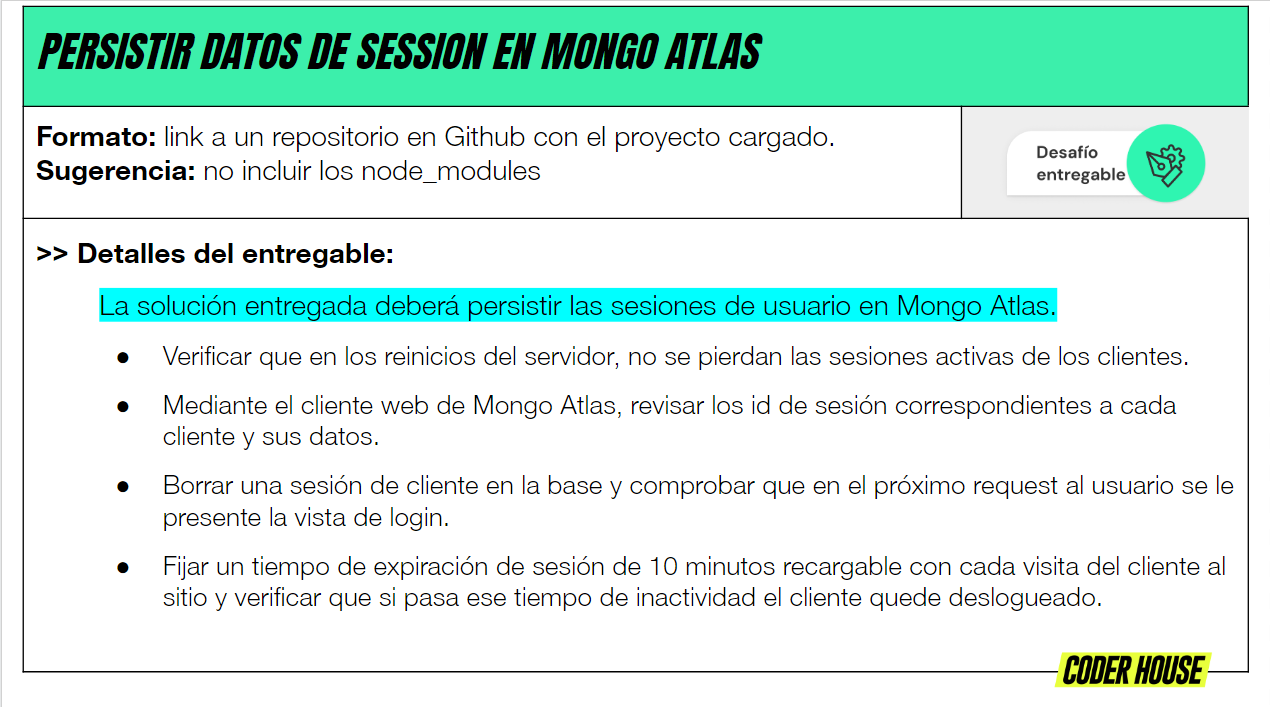 PERSISTIR DATOS DE SESSION EN MONGO ATLAS
Formato: link a un repositorio en Github con el proyecto cargado.
Sugerencia: no incluir los node_modules
Desafío
entregable
>> Detalles del entregable:
La solución entregada deberá persistir las sesiones de usuario en Mongo Atlas.
● Verificar que en los reinicios del servidor, no se pierdan las sesiones activas de los clientes.
● Mediante el cliente web de Mongo Atlas, revisar los id de sesión correspondientes a cada
cliente y sus datos.
● Borrar una sesión de cliente en la base y comprobar que en el próximo request al usuario se le
presente la vista de login.
● Fijar un tiempo de expiración de sesión de 10 minutos recargable con cada visita del cliente al
sitio y verificar que si pasa ese tiempo de inactividad el cliente quede deslogueado.
CODER HOUSE